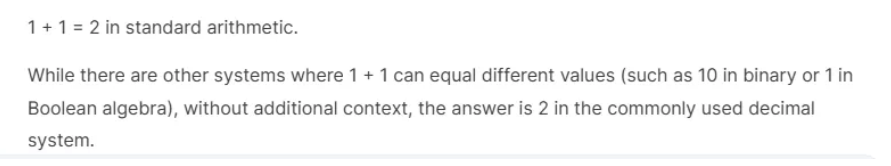 1 + 1 = 2 in standard arithmetic.
While there are other systems where 1 + 1 can equal different values (such as 10 in binary or 1 in
Boolean algebra), without additional context, the answer is 2 in the commonly used decimal
system.